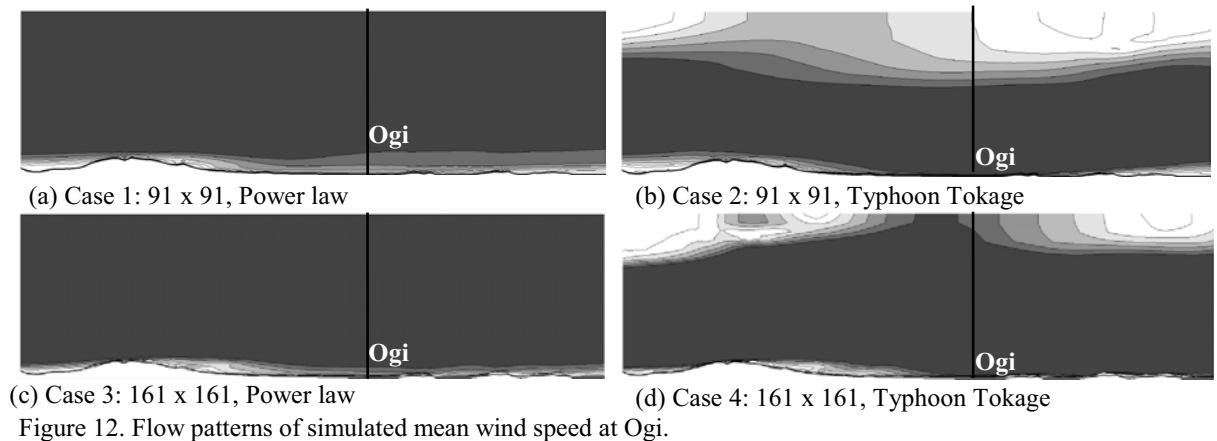 Ogi
Ogi
(a) Case 1: 91 x 91, Power law
(b) Case 2: 91 x 91, Typhoon Tokage
Ogi
Ogi
(c) Case 3: 161 x 161, Power law
(d) Case 4: 161 x 161, Typhoon Tokage
Figure 12. Flow patterns of simulated mean wind speed at Ogi.